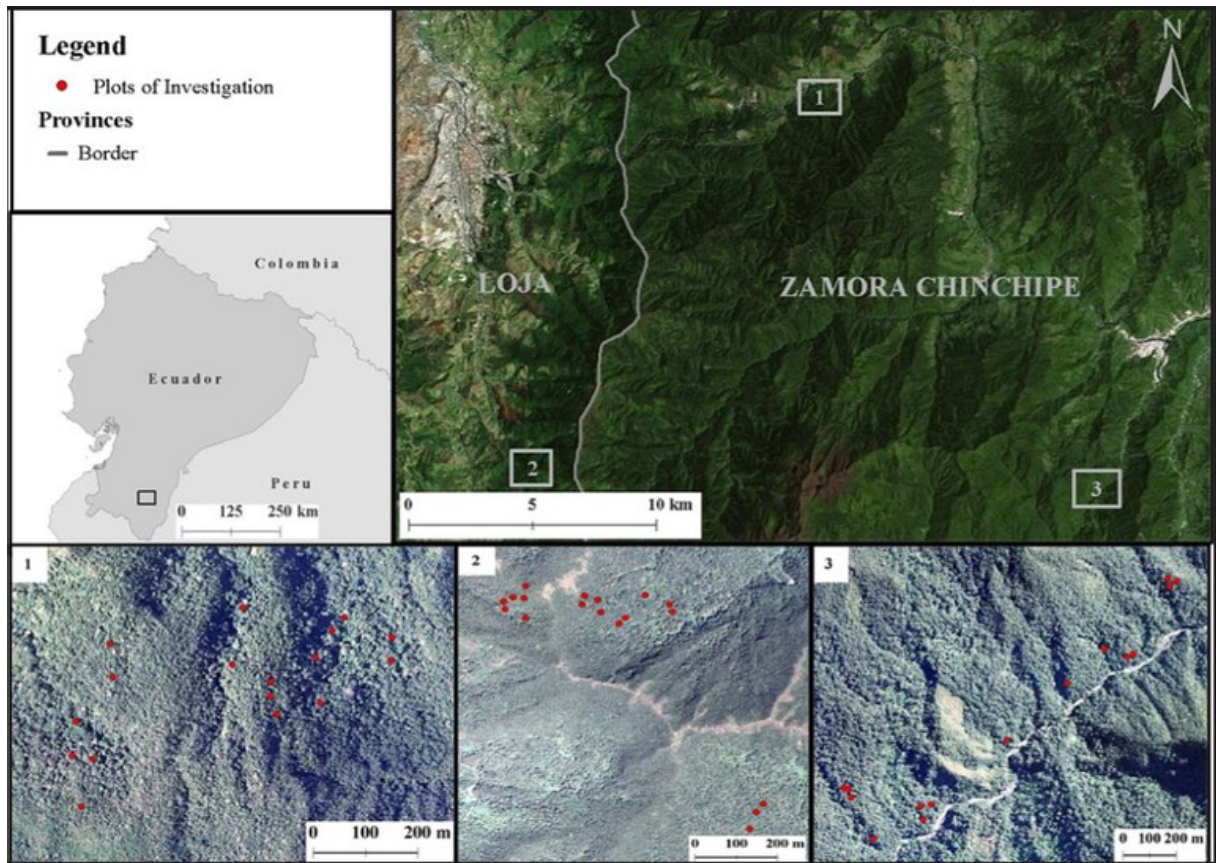 Legend
Plots of Investigation
Provinces
Border
N
1
LOJA
ZAMORA CHINCHIPE
2
3
0 5 10 km
Colombia
Ecuador
Peru
0 125 250 km
1
0 100 200 m
2
0 100 200 m
3
0 100 200 m